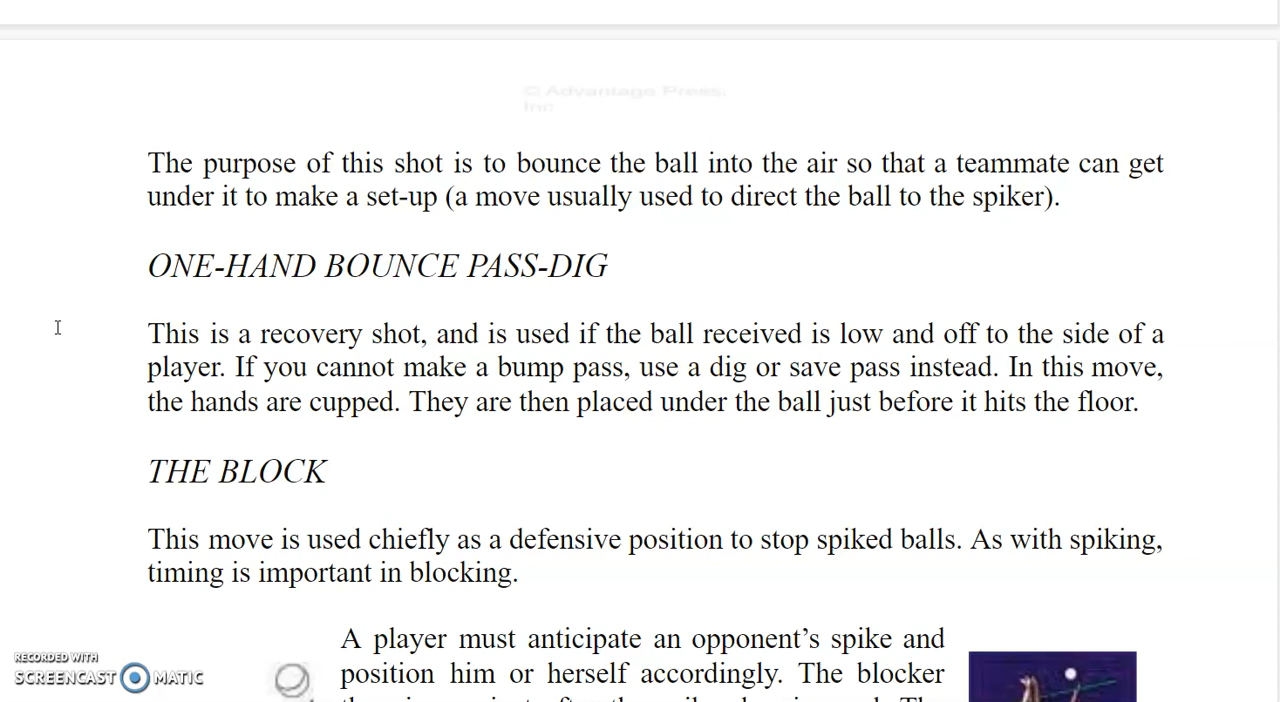 © Advantage Press,
Inc
The purpose of this shot is to bounce the ball into the air so that a teammate can get
under it to make a set-up (a move usually used to direct the ball to the spiker).
ONE-HAND BOUNCE PASS-DIG
This is a recovery shot, and is used if the ball received is low and off to the side of a
player. If you cannot make a bump pass, use a dig or save pass instead. In this move,
the hands are cupped. They are then placed under the ball just before it hits the floor.
THE BLOCK
This move is used chiefly as a defensive position to stop spiked balls. As with spiking,
timing is important in blocking.
A player must anticipate an opponent’s spike and
position him or herself accordingly. The blocker
RECORDED WITH
SCREENCAST MATIC